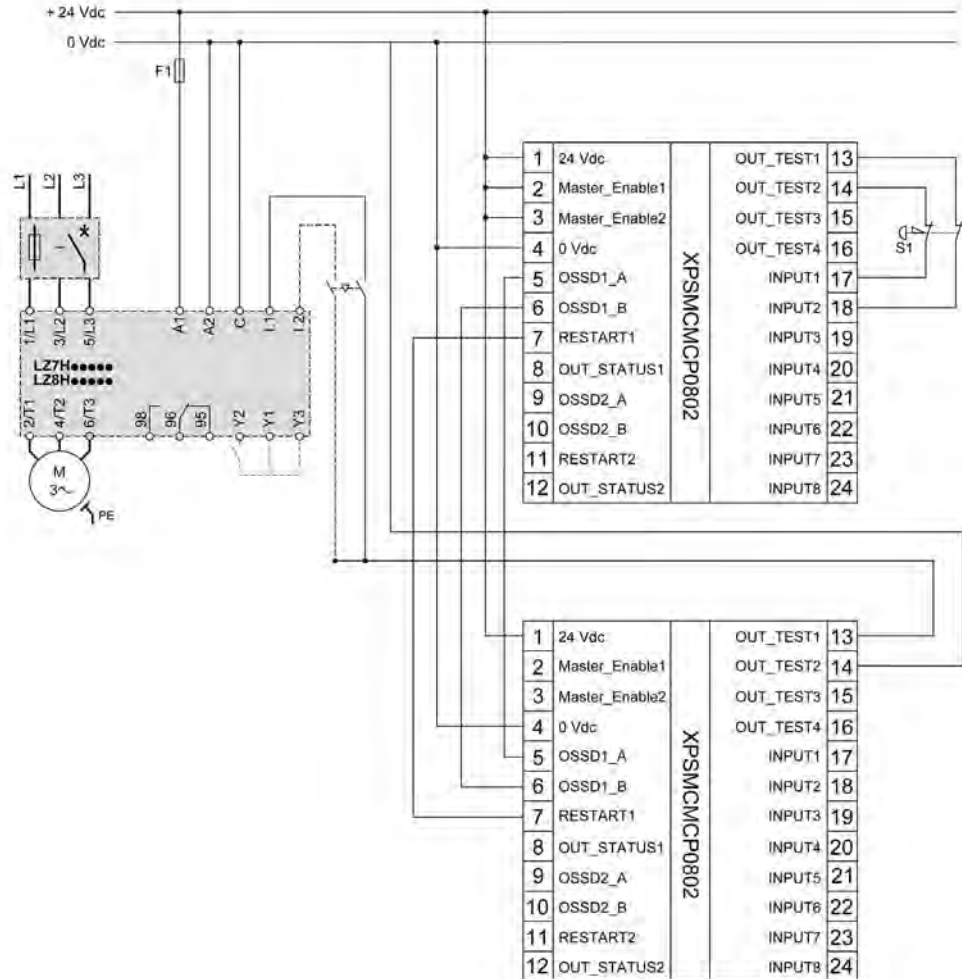 + 24 Vdc
0 Vdc
F1
L1
L2
L3
*
1/L1
3/L2
5/L3
A1
A2
C
I.1
I.2
LZ7H●●●●●
LZ8H●●●●●
2/T1
4/T2
6/T3
98
96
95
Y2
Y1
Y3
M
3~
PE
S1
1 24 Vdc OUT_TEST1 13
2 Master_Enable1 OUT_TEST2 14
3 Master_Enable2 OUT_TEST3 15
4 0 Vdc OUT_TEST4 16
5 OSSD1_A INPUT1 17
6 OSSD1_B INPUT2 18
7 RESTART1 INPUT3 19
8 OUT_STATUS1 INPUT4 20
9 OSSD2_A INPUT5 21
10 OSSD2_B INPUT6 22
11 RESTART2 INPUT7 23
12 OUT_STATUS2 INPUT8 24
XPSMCMCP0802
1 24 Vdc OUT_TEST1 13
2 Master_Enable1 OUT_TEST2 14
3 Master_Enable2 OUT_TEST3 15
4 0 Vdc OUT_TEST4 16
5 OSSD1_A INPUT1 17
6 OSSD1_B INPUT2 18
7 RESTART1 INPUT3 19
8 OUT_STATUS1 INPUT4 20
9 OSSD2_A INPUT5 21
10 OSSD2_B INPUT6 22
11 RESTART2 INPUT7 23
12 OUT_STATUS2 INPUT8 24
XPSMCMCP0802